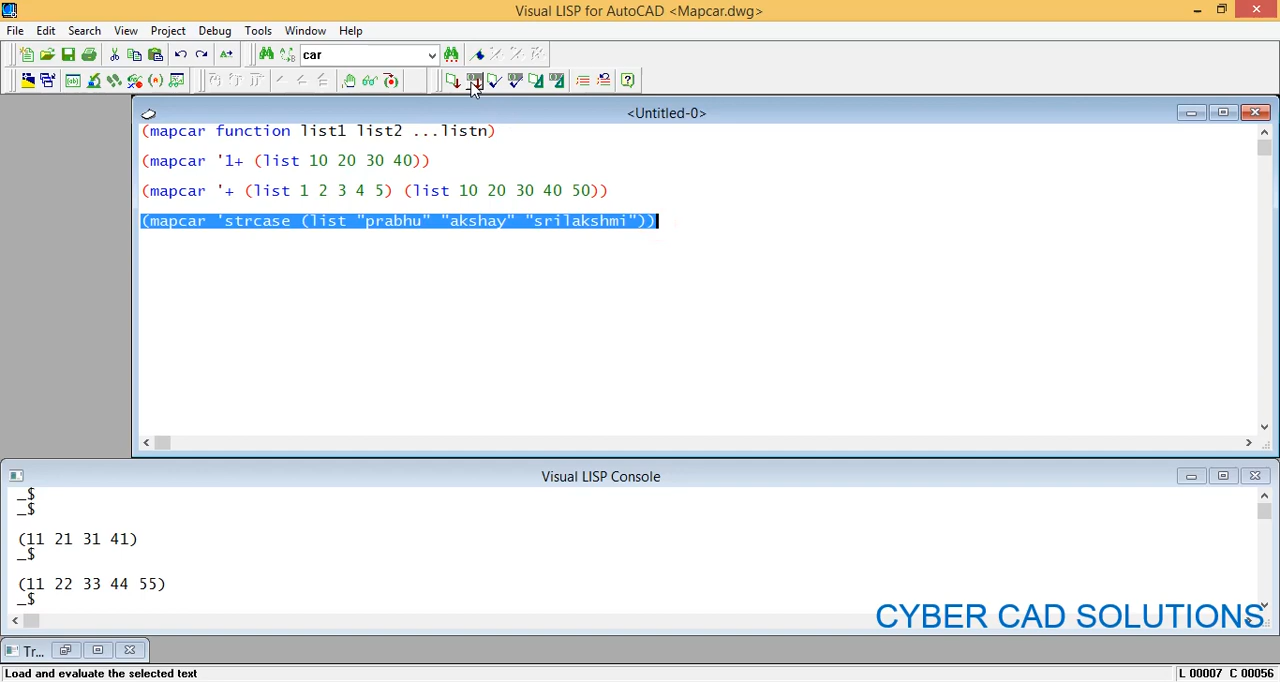 Visual LISP for AutoCAD <Mapcar.dwg>
File Edit Search View Project Debug Tools Window Help
car
<Untitled-0>
(mapcar function list1 list2 ...listn)
(mapcar '1+ (list 10 20 30 40))
(mapcar '+ (list 1 2 3 4 5) (list 10 20 30 40 50))
(mapcar 'strcase (list "prabhu" "akshay" "srilakshmi"))
Visual LISP Console
_$
_$
(11 21 31 41)
_$
(11 22 33 44 55)
_$
CYBER CAD SOLUTIONS
Tr...
Load and evaluate the selected text
L 00007 C 00056